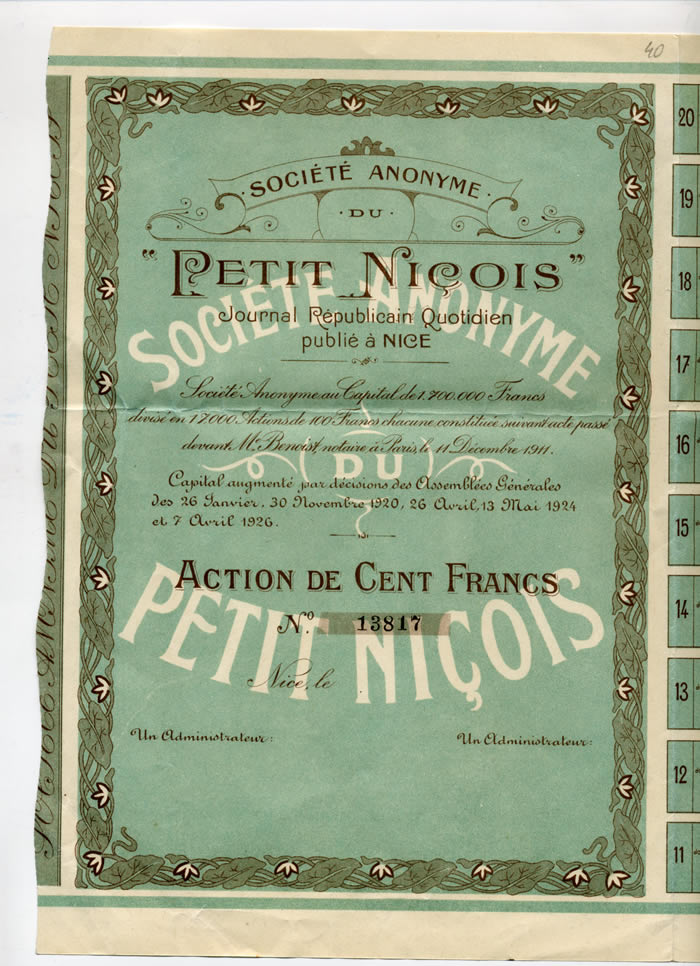 40
SOCIÉTÉ ANONYME
DU
"PETIT NIÇOIS"
Journal Républicain Quotidien
publié à NICE
Société Anonyme au Capital de 1.700.000 Francs
divisé en 17000 Actions de 100 Francs chacune constituée suivant acte passé
devant Me Benoist, notaire à Paris, le 11 Décembre 1911.
Capital augmenté par décisions des Assemblées Générales
des 26 Janvier, 30 Novembre 1920, 26 Avril, 13 Mai 1924
et 7 Avril 1926.
ACTION DE CENT FRANCS
No. 13817
Nice, le
Un Administrateur:
Un Administrateur:
SOCIÉTÉ ANONYME
DU
PETIT NIÇOIS
20
19
18
17
16
15
14
13
12
11